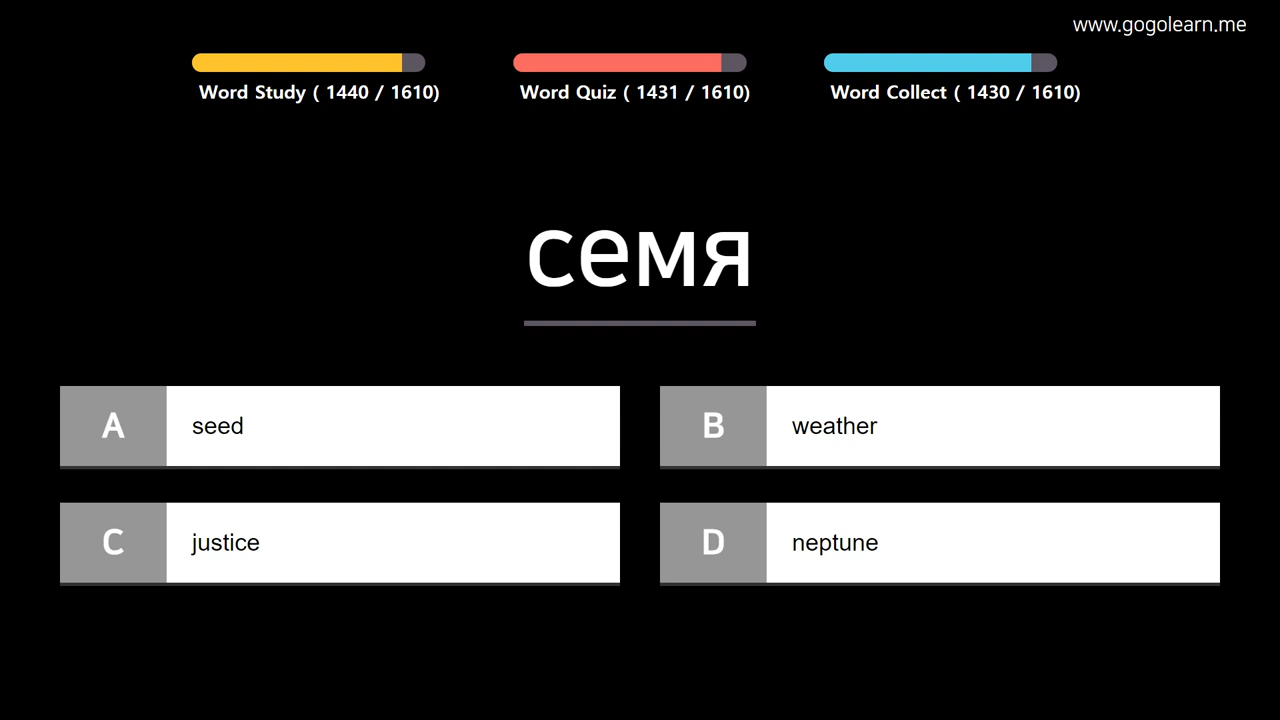 www.gogolearn.me
Word Study ( 1440 / 1610)
Word Quiz ( 1431 / 1610)
Word Collect ( 1430 / 1610)
семя
A seed
B weather
C justice
D neptune